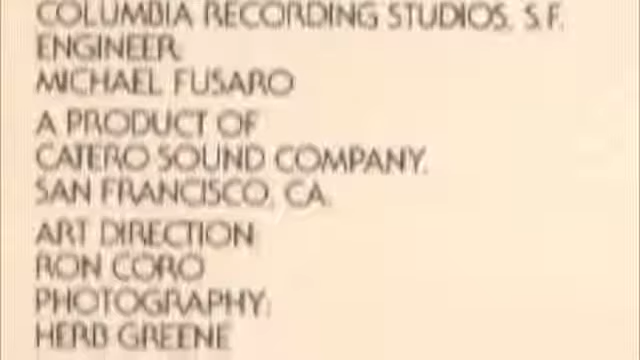 COLUMBIA RECORDING STUDIOS, S.F.
ENGINEER
MICHAEL FUSARO
A PRODUCT OF
CATERO SOUND COMPANY,
SAN FRANCISCO, CA.
ART DIRECTION
RON CORO
PHOTOGRAPHY:
HERB GREENE